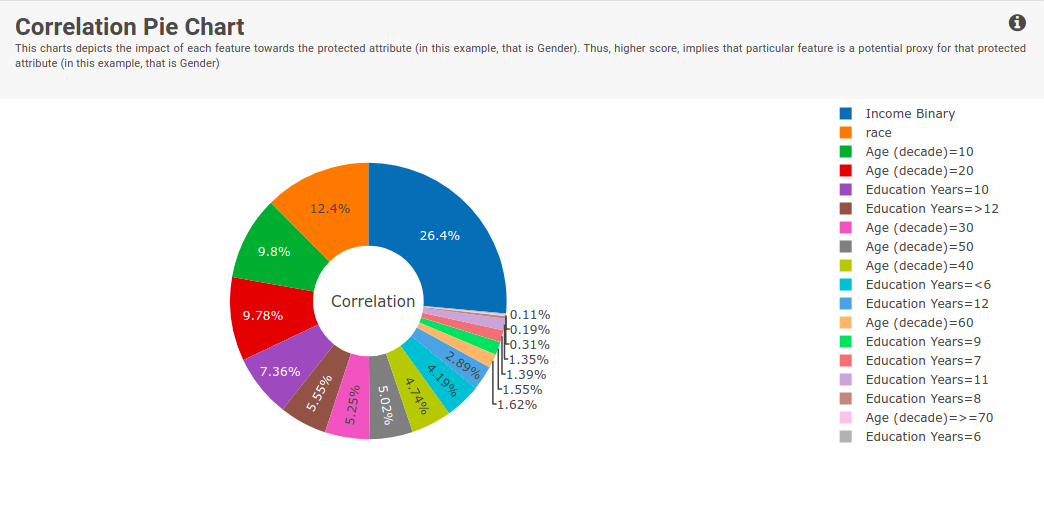 Correlation Pie Chart
This charts depicts the impact of each feature towards the protected attribute (in this example, that is Gender). Thus, higher score, implies that particular feature is a potential proxy for that protected
attribute (in this example, that is Gender)
Income Binary
race
Age (decade)=10
Age (decade)=20
Education Years=10
Education Years=>12
Age (decade)=30
Age (decade)=50
Age (decade)=40
Education Years=<6
Education Years=12
Age (decade)=60
Education Years=9
Education Years=7
Education Years=11
Education Years=8
Age (decade)=>=70
Education Years=6
Correlation
26.4%
12.4%
9.8%
9.78%
7.36%
5.55%
5.25%
5.02%
4.74%
4.19%
2.89%
0.11%
0.19%
0.31%
1.35%
1.39%
1.55%
1.62%